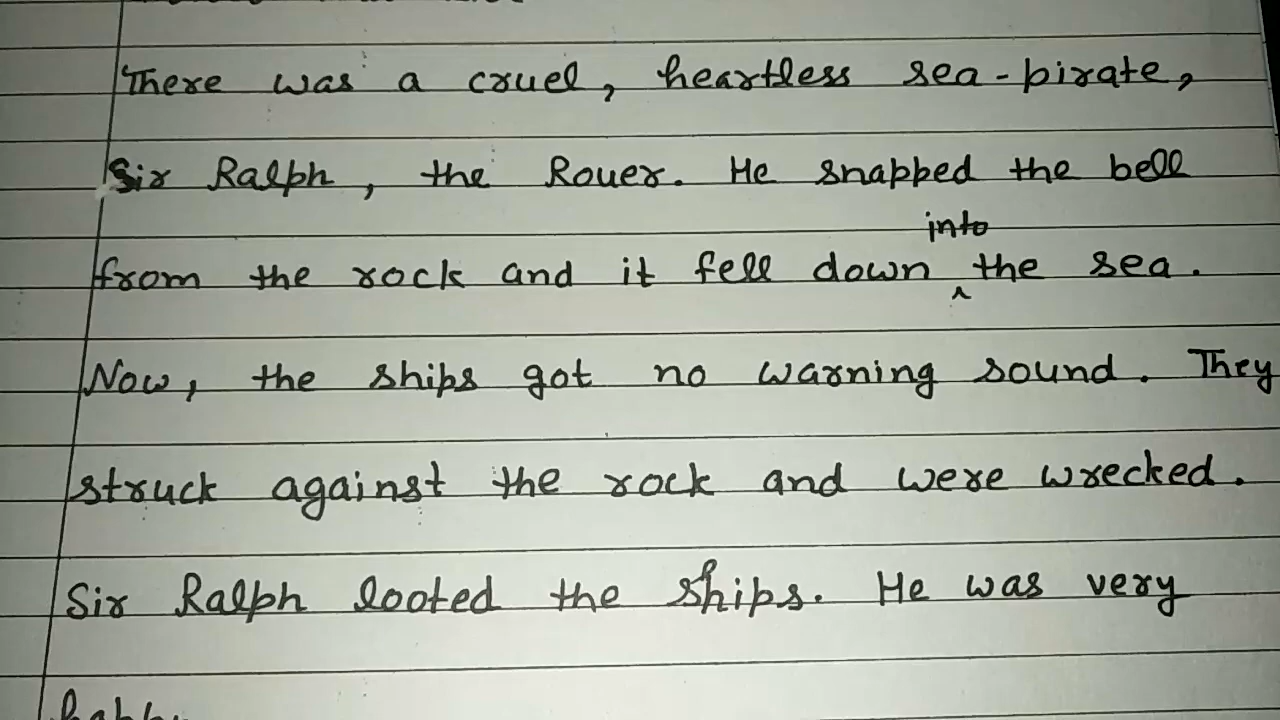 There was a cruel, heartless sea-pirate,
Sir Ralph, the Rover. He snapped the bell
into
from the rock and it fell down ^ the sea.
Now, the ships got no warning sound. They
struck against the rock and were wrecked.
Sir Ralph looted the ships. He was very
happy